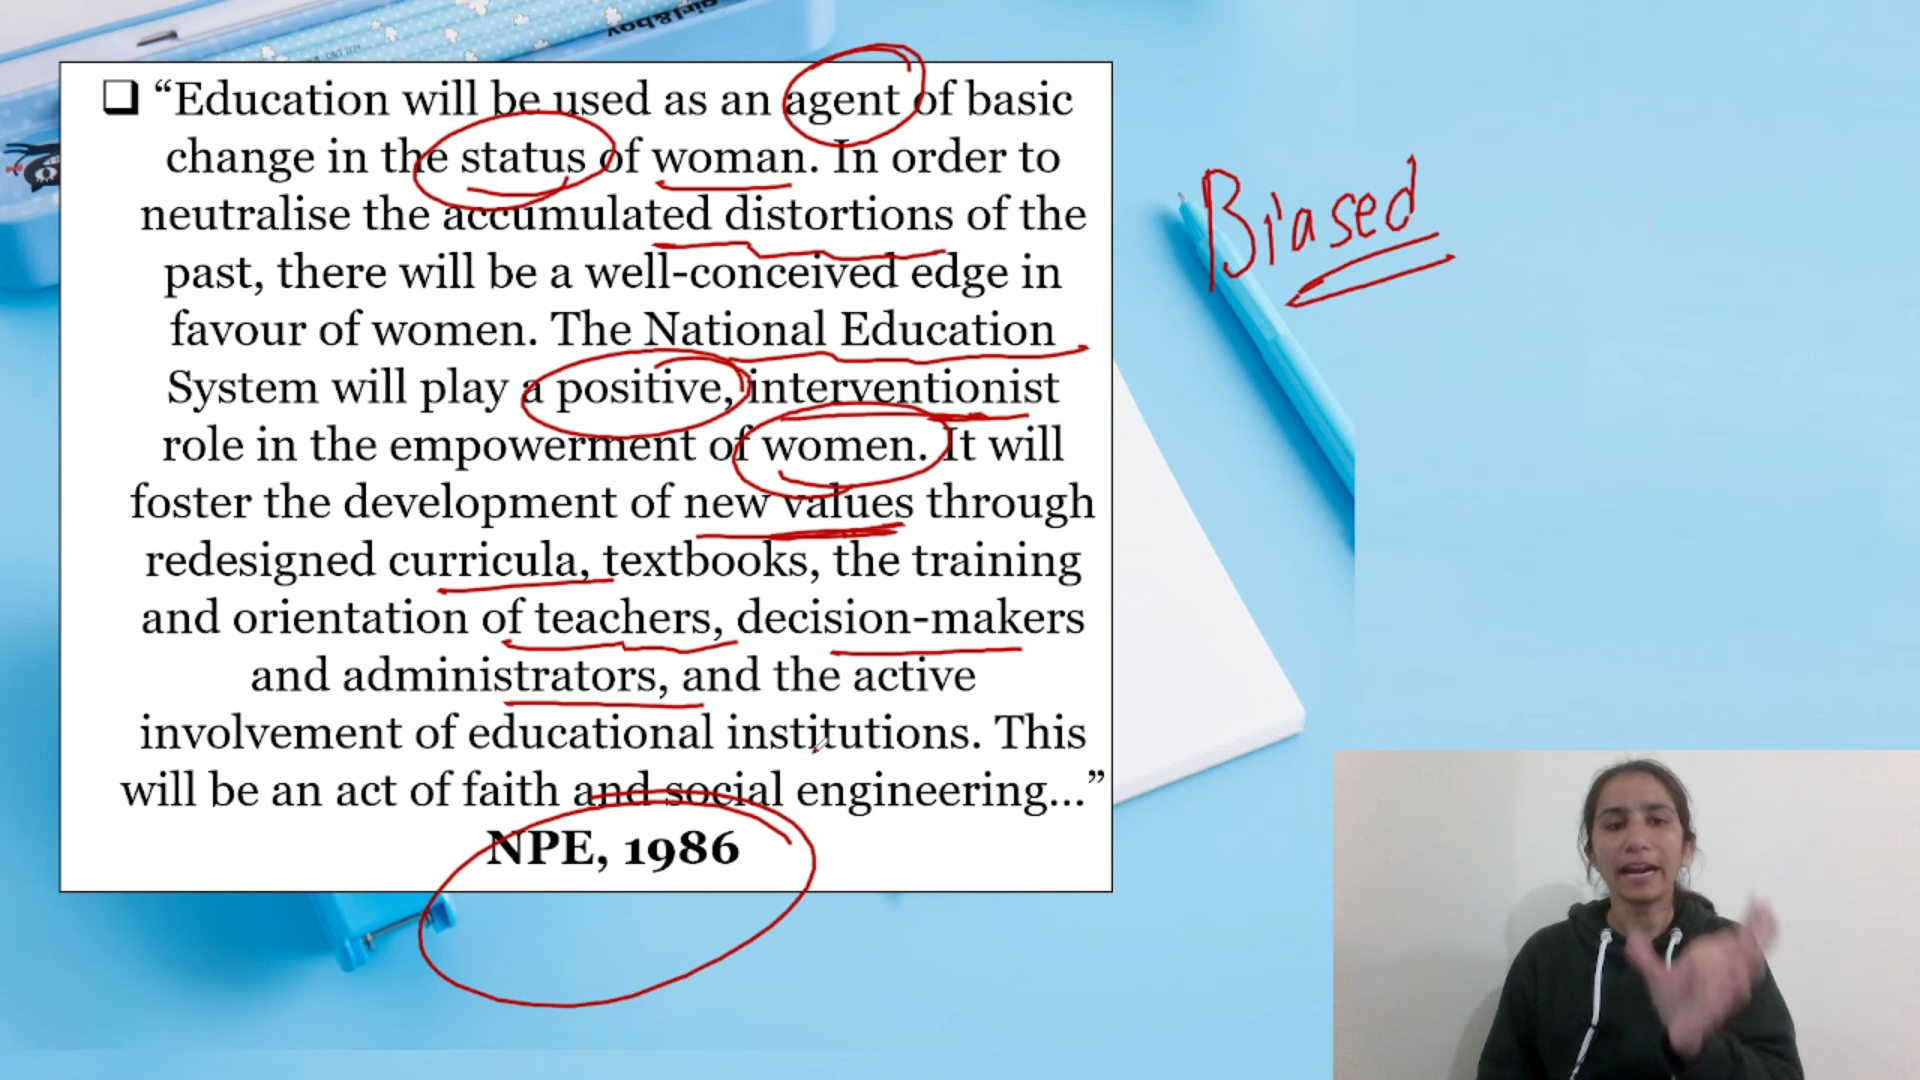 girl&boy
“Education will be used as an agent of basic
change in the status of woman. In order to
neutralise the accumulated distortions of the
past, there will be a well-conceived edge in
favour of women. The National Education
System will play a positive, interventionist
role in the empowerment of women. It will
foster the development of new values through
redesigned curricula, textbooks, the training
and orientation of teachers, decision-makers
and administrators, and the active
involvement of educational institutions. This
will be an act of faith and social engineering...”
NPE, 1986
Biased